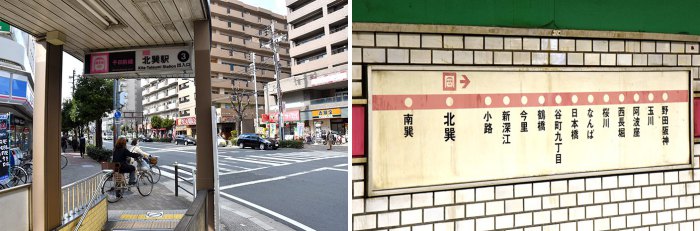 千日前線
北巽駅
3
Kita-Tatsumi Station
南巽
北巽
小路
新深江
今里
鶴橋
谷町九丁目
日本橋
なんば
桜川
西長堀
阿波座
玉川
野田阪神